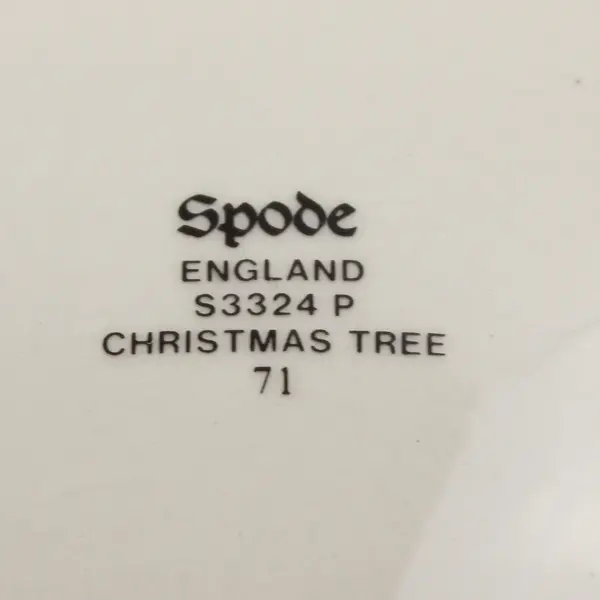 Spode
ENGLAND
S3324 P
CHRISTMAS TREE
71